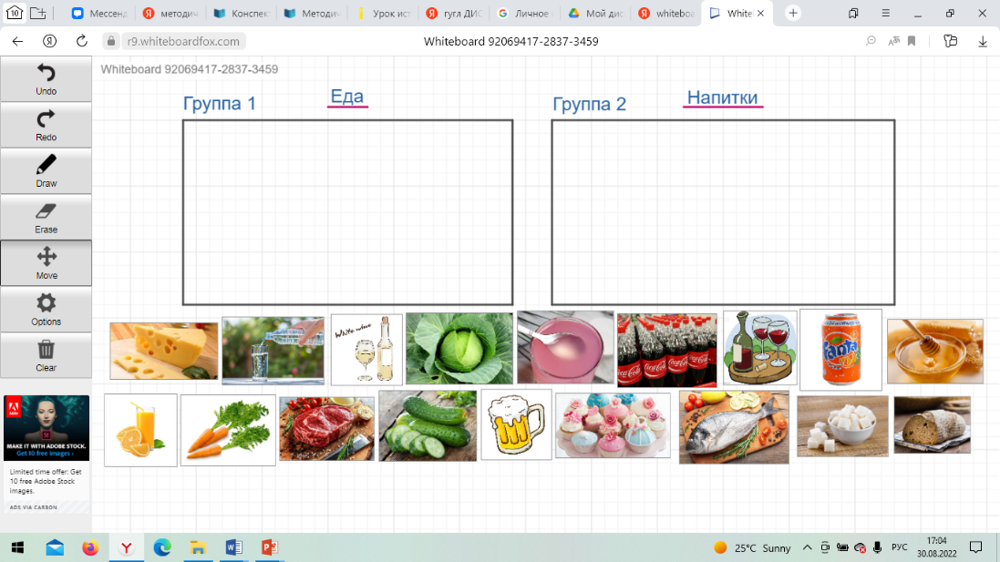 10
Мессенд
методич
Конспек
Методич
Урок ист
гугл ДИС
Личное
Мой дис
whiteboa
White
r9.whiteboardfox.com
Whiteboard 92069417-2837-3459
Whiteboard 92069417-2837-3459
Undo
Redo
Draw
Erase
Move
Options
Clear
Группа 1
Еда
Группа 2
Напитки
White wine
Coca-Cola
Fanta
Adobe
MAKE IT WITH ADOBE STOCK.
Get 10 free images ›
Limited time offer: Get
10 free Adobe Stock
images.
ADS VIA CARBON
25°C Sunny
РУС
17:04
30.08.2022